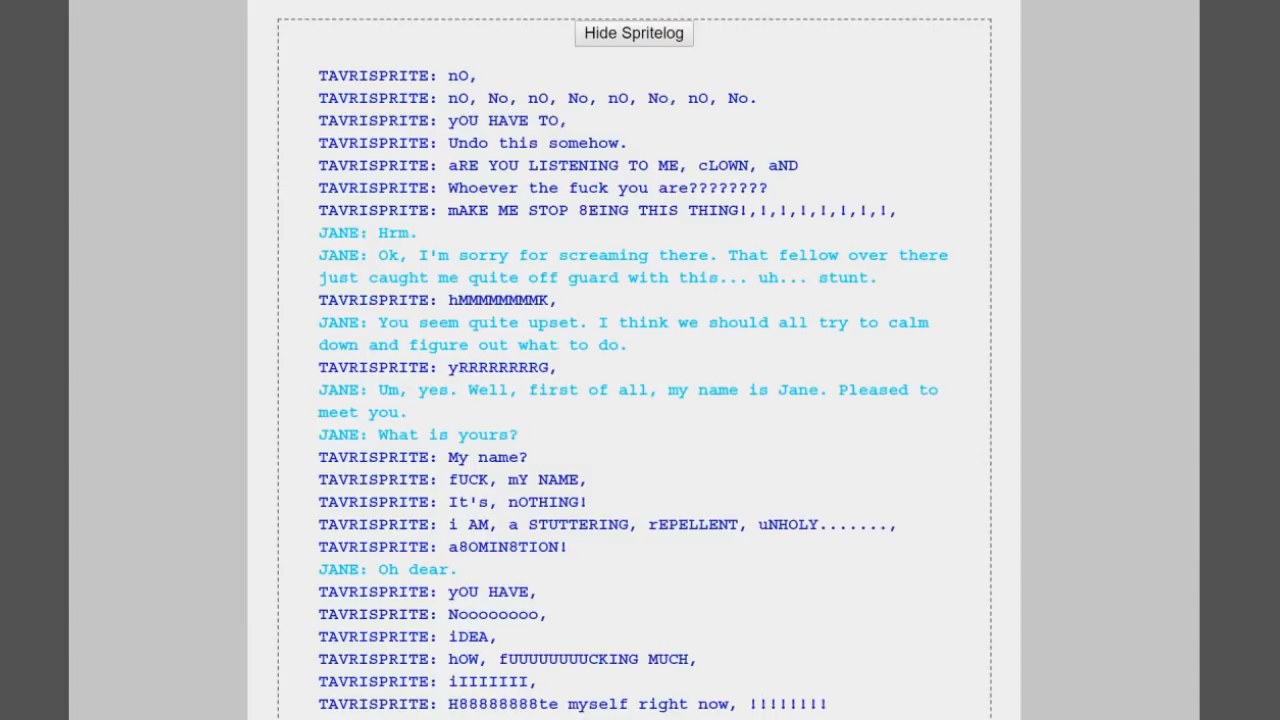 Hide Spritelog
TAVRISPRITE: nO,
TAVRISPRITE: nO, No, nO, No, nO, No, nO, No.
TAVRISPRITE: yOU HAVE TO,
TAVRISPRITE: Undo this somehow.
TAVRISPRITE: aRE YOU LISTENING TO ME, cLOWN, aND
TAVRISPRITE: Whoever the fuck you are????????
TAVRISPRITE: mAKE ME STOP 8EING THIS THING!,!,!,!,!,!,!,!,
JANE: Hrm.
JANE: Ok, I'm sorry for screaming there. That fellow over there
just caught me quite off guard with this... uh... stunt.
TAVRISPRITE: hMMMMMMMMK,
JANE: You seem quite upset. I think we should all try to calm
down and figure out what to do.
TAVRISPRITE: yRRRRRRRRG,
JANE: Um, yes. Well, first of all, my name is Jane. Pleased to
meet you.
JANE: What is yours?
TAVRISPRITE: My name?
TAVRISPRITE: fUCK, mY NAME,
TAVRISPRITE: It's, nOTHING!
TAVRISPRITE: i AM, a STUTTERING, rEPELLENT, uNHOLY.......,
TAVRISPRITE: a8OMIN8TION!
JANE: Oh dear.
TAVRISPRITE: yOU HAVE,
TAVRISPRITE: Noooooooo,
TAVRISPRITE: iDEA,
TAVRISPRITE: hOW, fUUUUUUUUCKING MUCH,
TAVRISPRITE: iIIIIIII,
TAVRISPRITE: H88888888te myself right now, !!!!!!!!